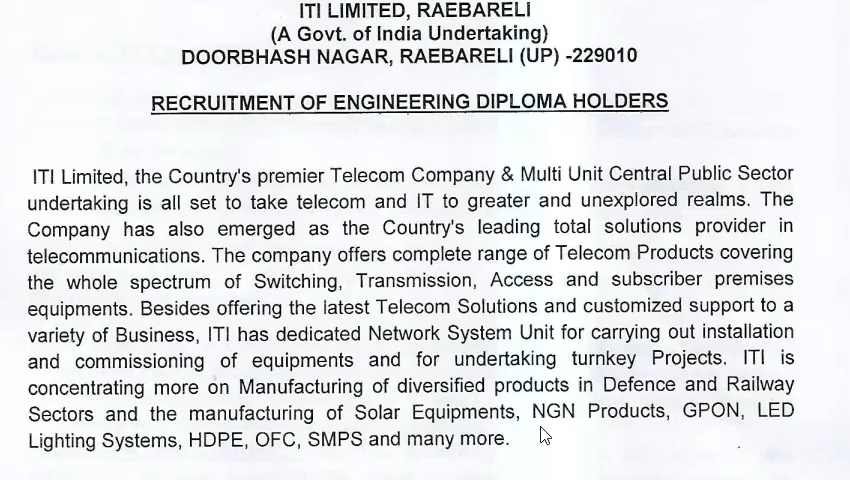 ITI LIMITED, RAEBARELI
(A Govt. of India Undertaking)
DOORBHASH NAGAR, RAEBARELI (UP) -229010
RECRUITMENT OF ENGINEERING DIPLOMA HOLDERS
ITI Limited, the Country's premier Telecom Company & Multi Unit Central Public Sector
undertaking is all set to take telecom and IT to greater and unexplored realms. The
Company has also emerged as the Country's leading total solutions provider in
telecommunications. The company offers complete range of Telecom Products covering
the whole spectrum of Switching, Transmission, Access and subscriber premises
equipments. Besides offering the latest Telecom Solutions and customized support to a
variety of Business, ITI has dedicated Network System Unit for carrying out installation
and commissioning of equipments and for undertaking turnkey Projects. ITI is
concentrating more on Manufacturing of diversified products in Defence and Railway
Sectors and the manufacturing of Solar Equipments, NGN Products, GPON, LED
Lighting Systems, HDPE, OFC, SMPS and many more.